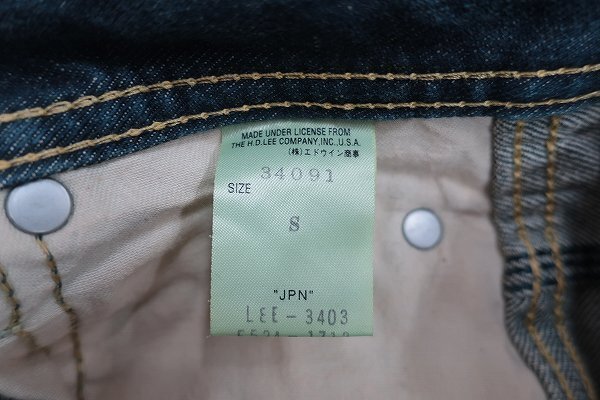 MADE UNDER LICENSE FROM
THE H.D.LEE COMPANY,INC.,U.S.A.
(株)エドウイン商事
34091
SIZE
S
"JPN"
LEE-3403